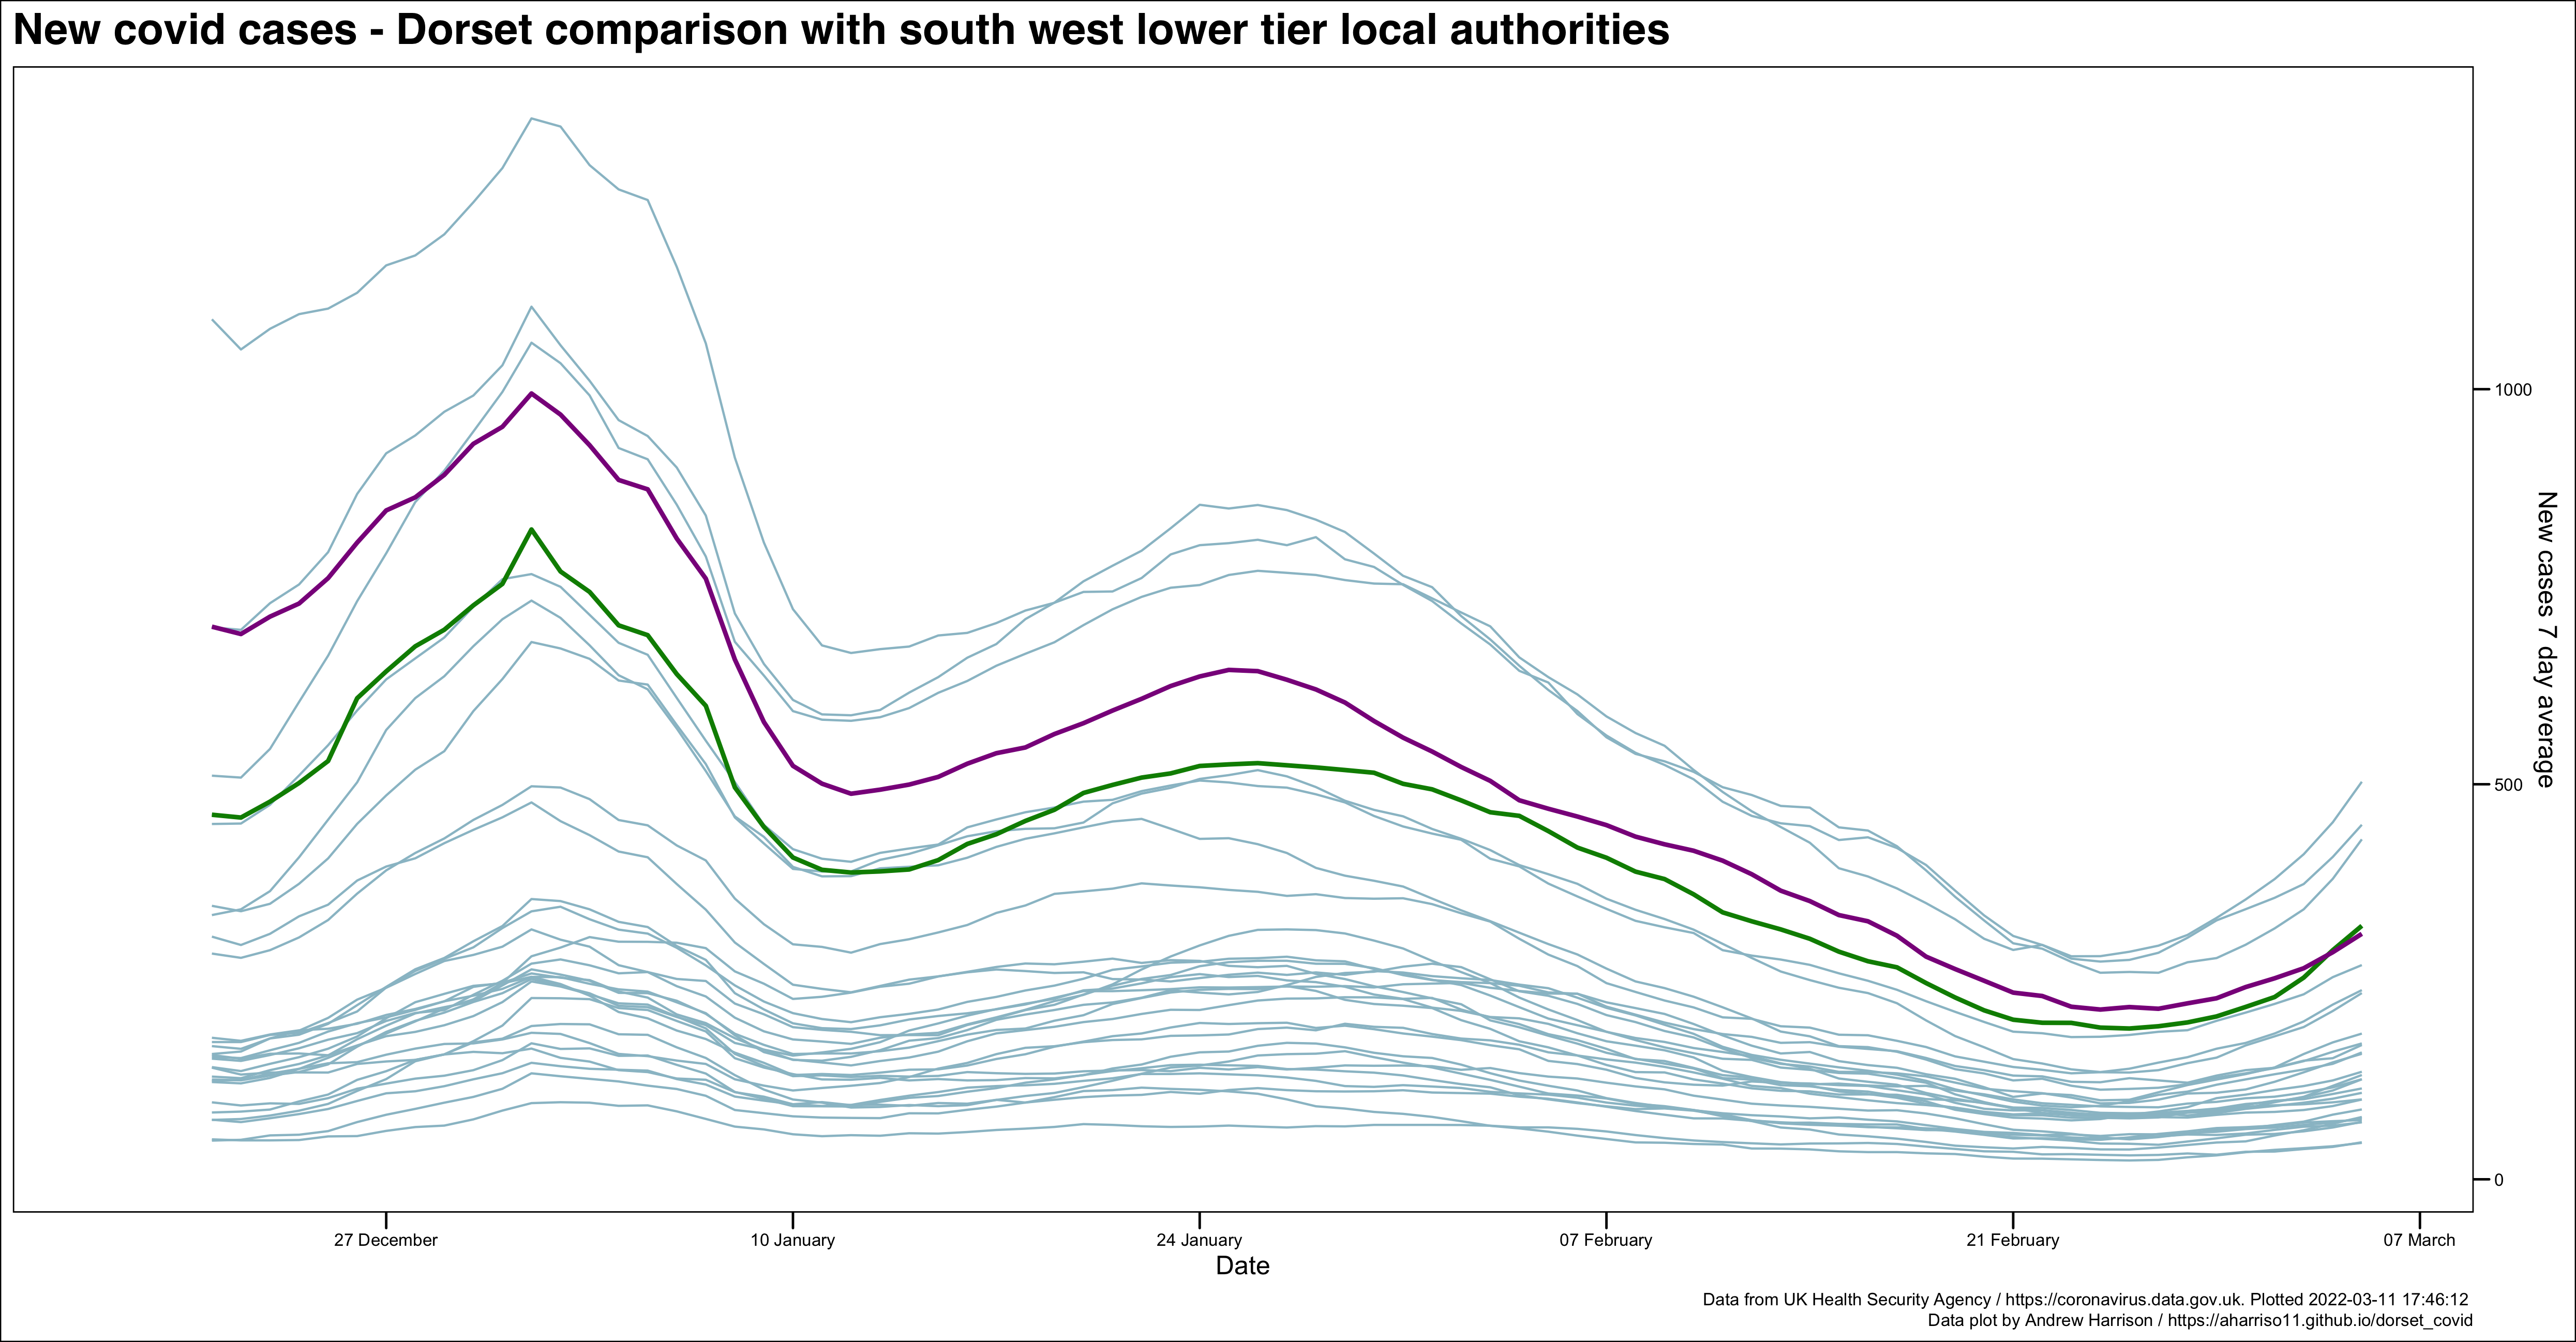 New covid cases - Dorset comparison with south west lower tier local authorities
1000
500
0
New cases 7 day average
27 December
10 January
24 January
07 February
21 February
07 March
Date
Data from UK Health Security Agency / https://coronavirus.data.gov.uk. Plotted 2022-03-11 17:46:12
Data plot by Andrew Harrison / https://aharriso11.github.io/dorset_covid